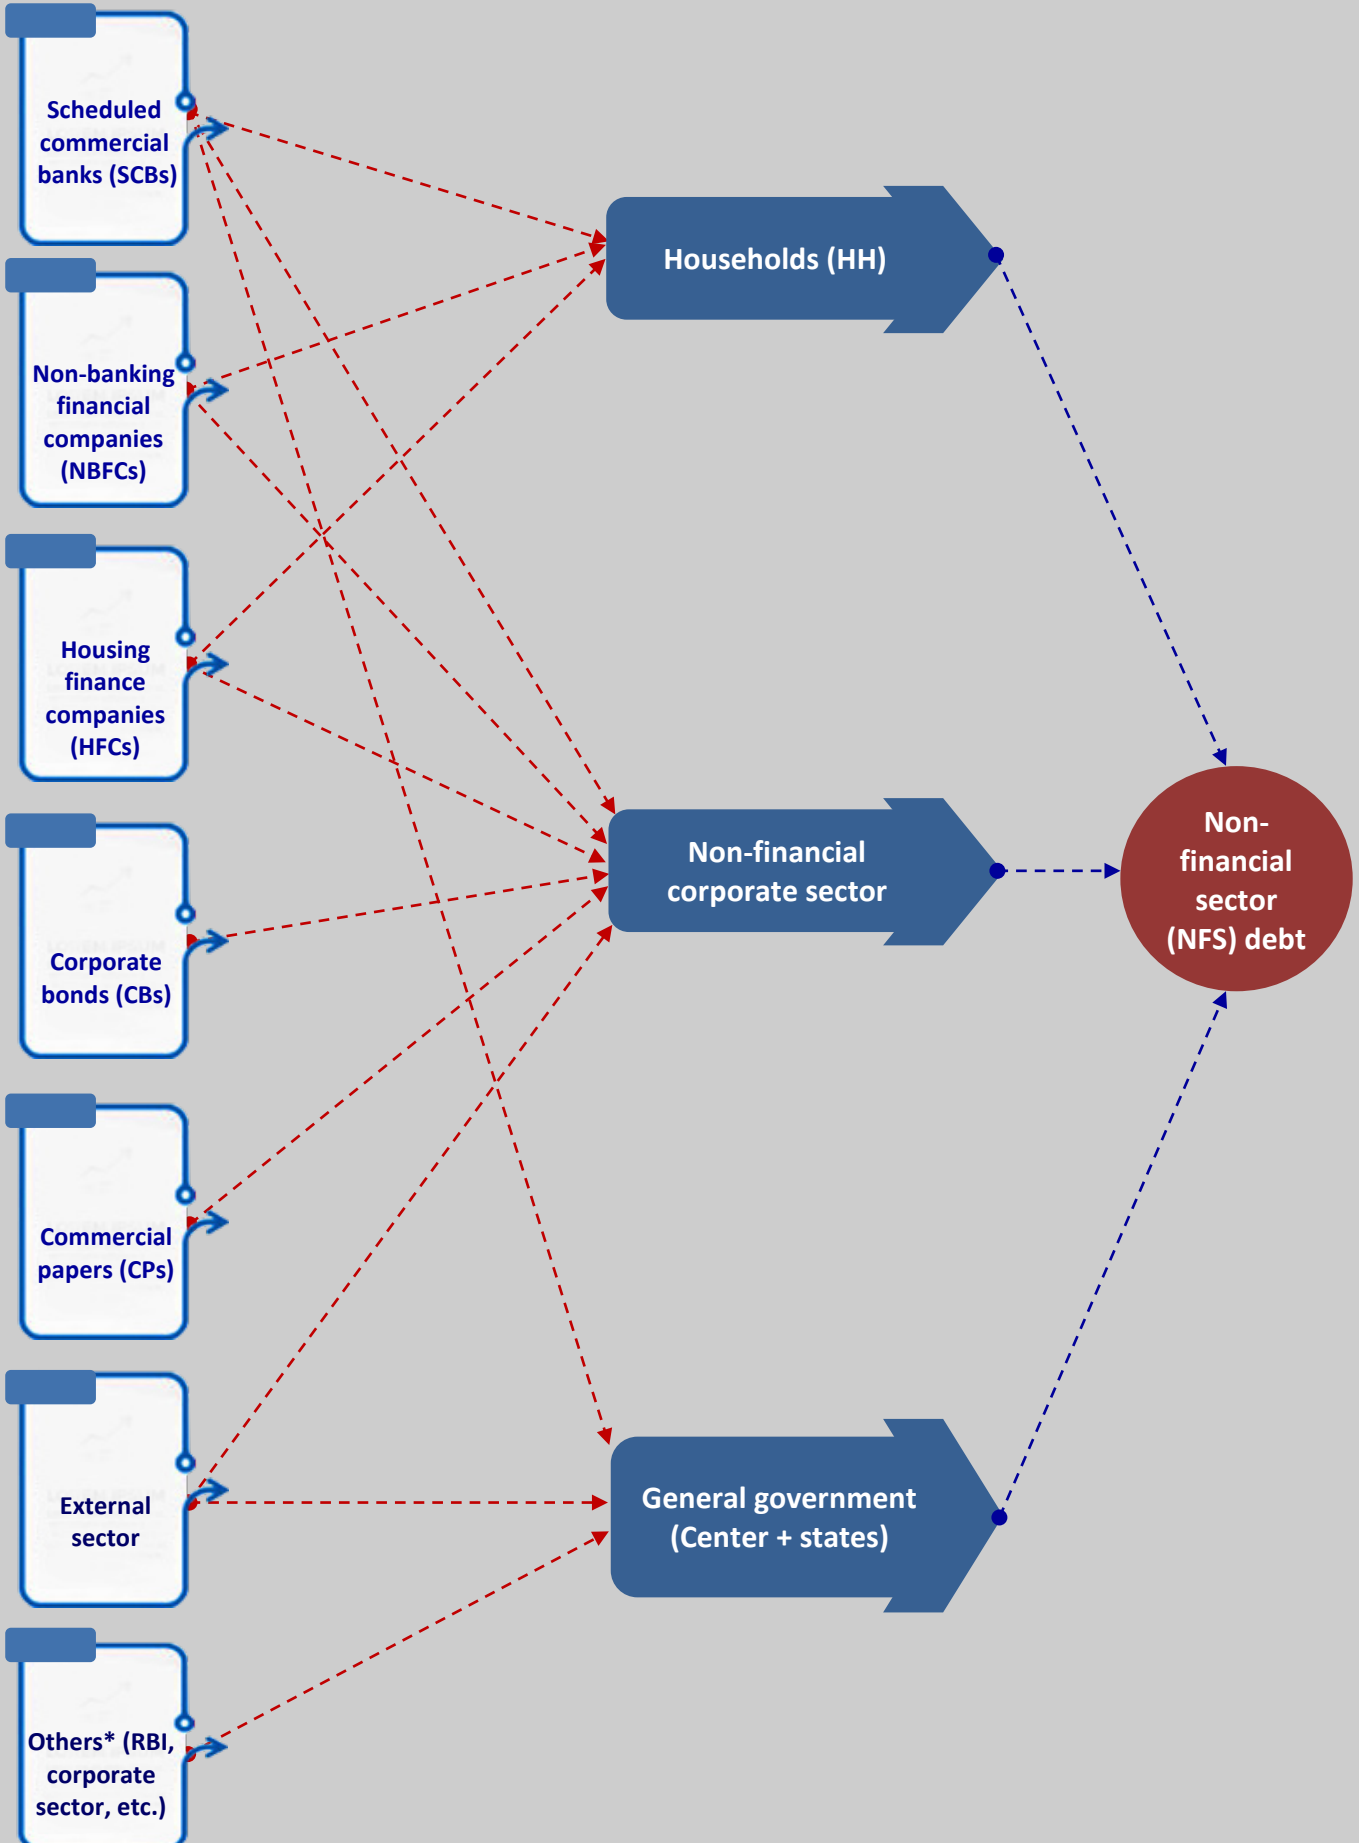 Scheduled
commercial
banks (SCBs)
Households (HH)
Non-banking
financial
companies
(NBFCs)
Housing
finance
companies
(HFCs)
Non-financial
corporate sector
Non-
financial
sector
(NFS) debt
Corporate
bonds (CBs)
Commercial
papers (CPs)
External
sector
General government
(Center + states)
Others* (RBI,
corporate
sector, etc.)